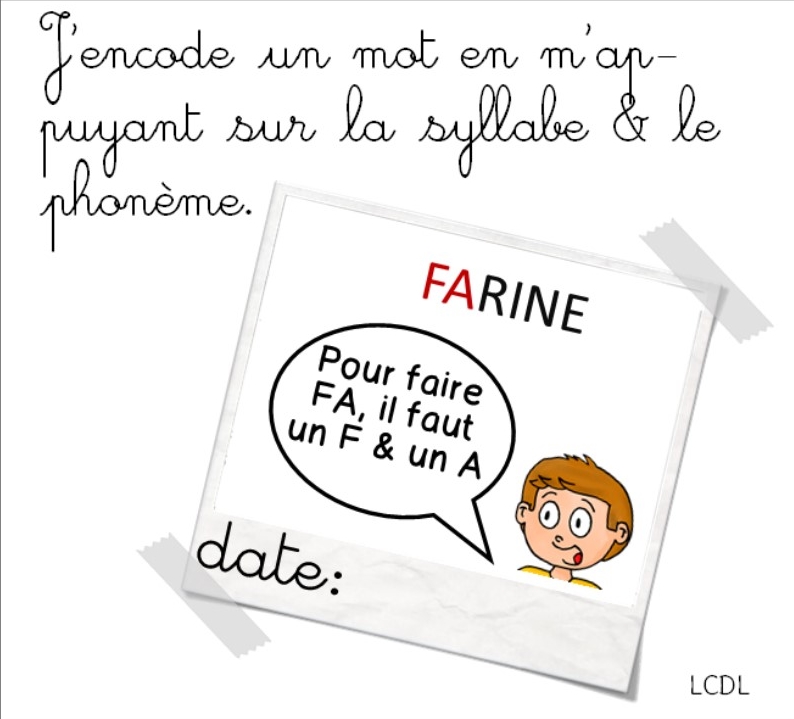 J'encode un mot en m'ap-
puyant sur la syllabe & le
phonème.
FARINE
Pour faire
FA, il faut
un F & un A
date:
LCDL